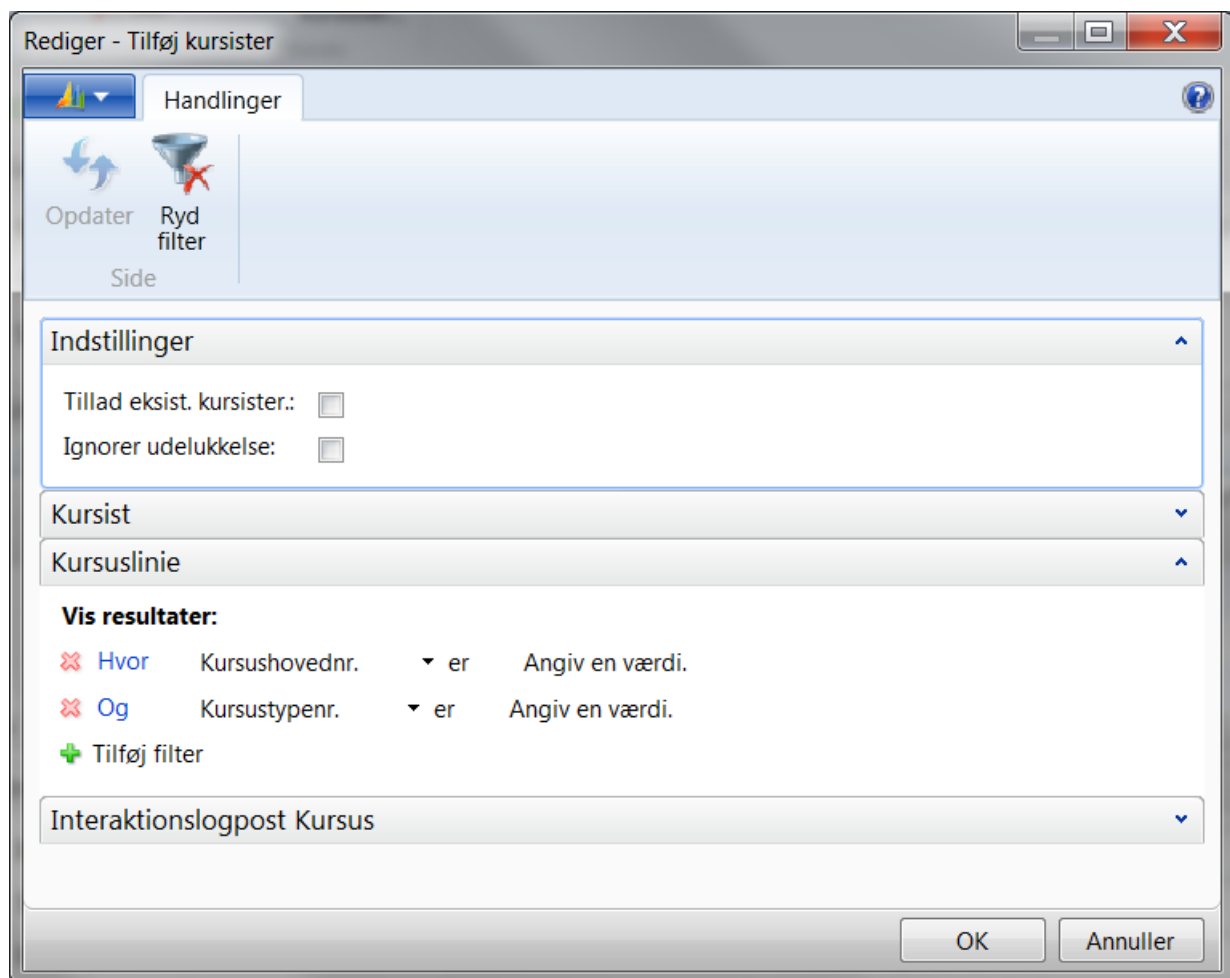 Rediger - Tilføj kursister
Handlinger
Opdater
Ryd filter
Side
Indstillinger
Tillad eksist. kursister.:
Ignorer udelukkelse:
Kursist
Kursuslinie
Vis resultater:
Hvor Kursushovednr. er Angiv en værdi.
Og Kursustypenr. er Angiv en værdi.
Tilføj filter
Interaktionslogpost Kursus
OK Annuller